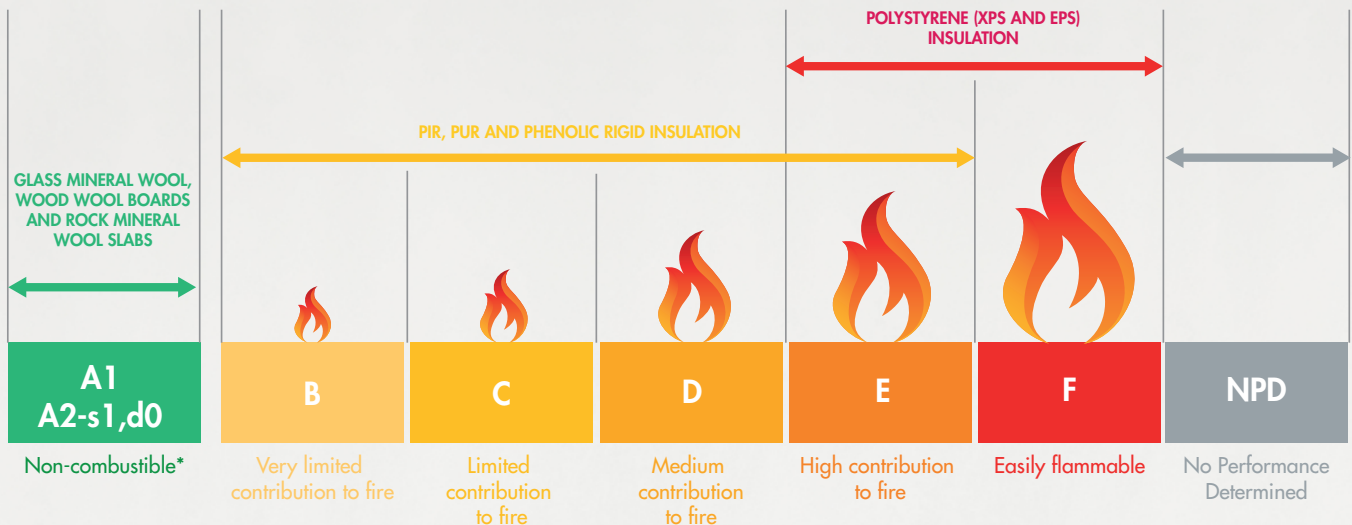 POLYSTYRENE (XPS AND EPS)
INSULATION
PIR, PUR AND PHENOLIC RIGID INSULATION
GLASS MINERAL WOOL,
WOOD WOOL BOARDS
AND ROCK MINERAL
WOOL SLABS
A1
A2-s1,d0
B
C
D
E
F
NPD
Non-combustible*
Very limited
contribution to fire
Limited
contribution
to fire
Medium
contribution
to fire
High contribution
to fire
Easily flammable
No Performance
Determined